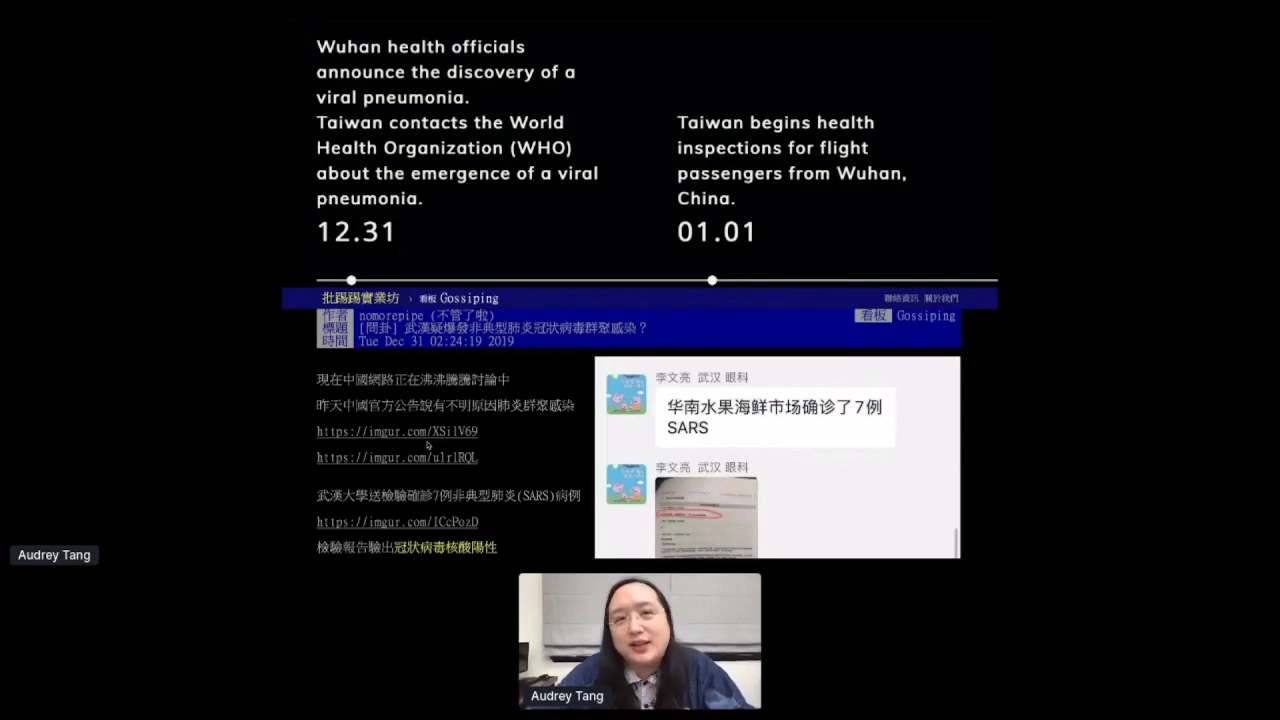 Wuhan health officials
announce the discovery of a
viral pneumonia.
Taiwan contacts the World
Health Organization (WHO)
about the emergence of a viral
pneumonia.
12.31
Taiwan begins health
inspections for flight
passengers from Wuhan,
China.
01.01
批踢踢實業坊 › 看板 Gossiping
聯絡資訊 關於我們
作者 nomorepipe (不管了啦)
看板 Gossiping
標題 [問卦] 武漢疑爆發非典型肺炎冠狀病毒群聚感染？
時間 Tue Dec 31 02:24:19 2019
現在中國網路正在沸沸騰騰討論中
昨天中國官方公告說有不明原因肺炎群聚感染
https://imgur.com/XSi1V69
https://imgur.com/u1r1RQL
武漢大學送檢驗確診7例非典型肺炎(SARS)病例
https://imgur.com/ICcPozD
檢驗報告驗出冠狀病毒核酸陽性
李文亮 武汉 眼科
华南水果海鲜市场确诊了7例
SARS
李文亮 武汉 眼科
Audrey Tang
Audrey Tang